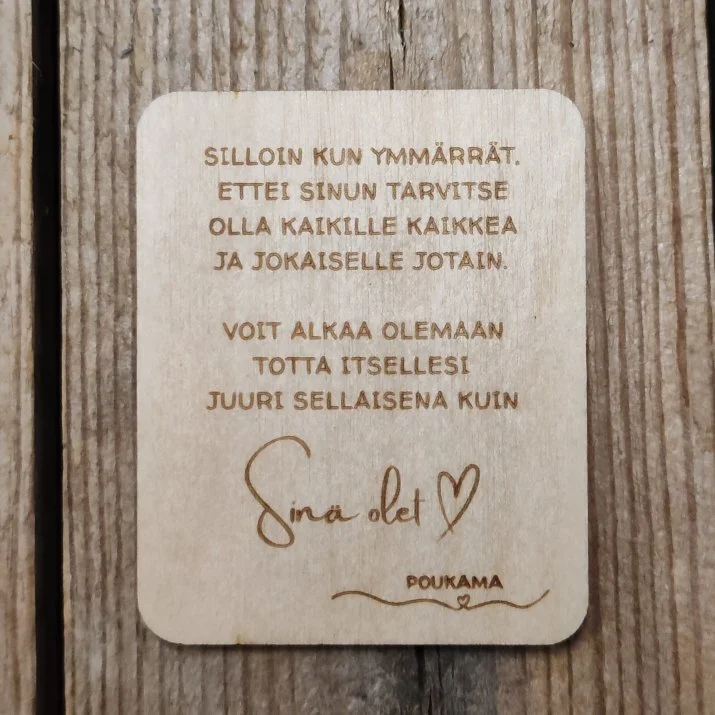 SILLOIN KUN YMMÄRRÄT,
ETTEI SINUN TARVITSE
OLLA KAIKILLE KAIKKEA
JA JOKAISELLE JOTAIN.
VOIT ALKAA OLEMAAN
TOTTA ITSELLESI
JUURI SELLAISENA KUIN
Sinä olet
POUKAMA